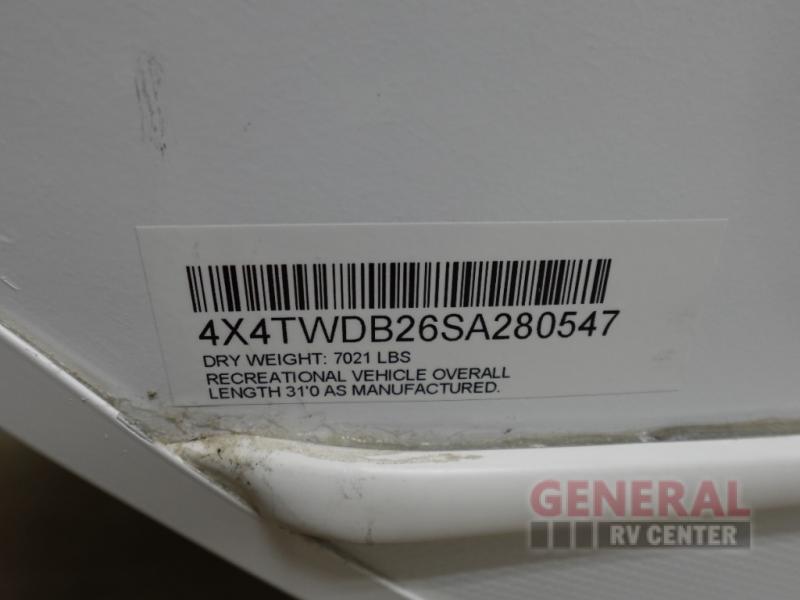 4X4TWDB26SA280547
DRY WEIGHT: 7021 LBS
RECREATIONAL VEHICLE OVERALL
LENGTH 31'0 AS MANUFACTURED.
GENERAL
RV CENTER